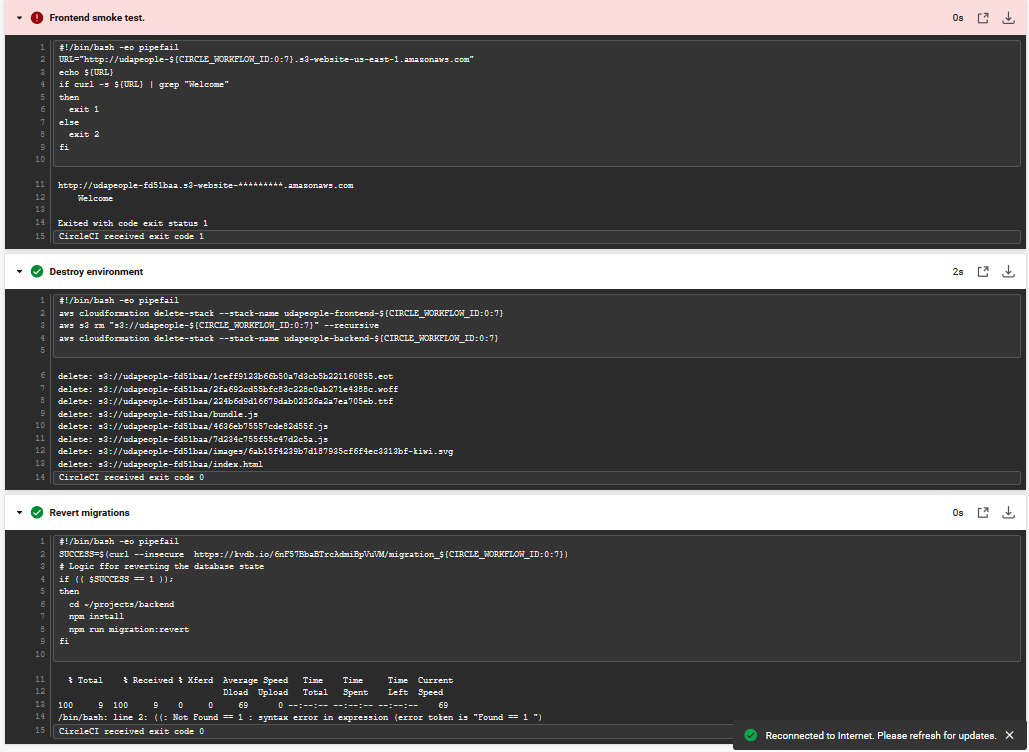 Frontend smoke test.
0s
1 #!/bin/bash -eo pipefail
2 URL="http://udapeople-${CIRCLE_WORKFLOW_ID:0:7}.s3-website-us-east-1.amazonaws.com"
3 echo ${URL}
4 if curl -s ${URL} | grep "Welcome"
5 then
6 exit 1
7 else
8 exit 2
9 fi
10
11 http://udapeople-fd51baa.s3-website-*********.amazonaws.com
12 Welcome
13
14 Exited with code exit status 1
15 CircleCI received exit code 1
Destroy environment
2s
1 #!/bin/bash -eo pipefail
2 aws cloudformation delete-stack --stack-name udapeople-frontend-${CIRCLE_WORKFLOW_ID:0:7}
3 aws s3 rm "s3://udapeople-${CIRCLE_WORKFLOW_ID:0:7}" --recursive
4 aws cloudformation delete-stack --stack-name udapeople-backend-${CIRCLE_WORKFLOW_ID:0:7}
5
6 delete: s3://udapeople-fd51baa/1ceff9123b66b50a7d3cb5b221160855.eot
7 delete: s3://udapeople-fd51baa/2fa692cd55bfc83c228c0ab271e4388c.woff
8 delete: s3://udapeople-fd51baa/224b6d9d16679dab02826a2a7ea705eb.ttf
9 delete: s3://udapeople-fd51baa/bundle.js
10 delete: s3://udapeople-fd51baa/4636eb75557cde82d55f.js
11 delete: s3://udapeople-fd51baa/7d234c755f55c47d2c5a.js
12 delete: s3://udapeople-fd51baa/images/6ab15f4239b7d187935cf6f4ec3313bf-kiwi.svg
13 delete: s3://udapeople-fd51baa/index.html
14 CircleCI received exit code 0
Revert migrations
0s
1 #!/bin/bash -eo pipefail
2 SUCCESS=$(curl --insecure https://kvdb.io/6nF57BbaBTrcAdmiBpVuVM/migration_${CIRCLE_WORKFLOW_ID:0:7})
3 # Logic ffor reverting the database state
4 if (( $SUCCESS == 1 ));
5 then
6 cd ~/projects/backend
7 npm install
8 npm run migration:revert
9 fi
10
11 % Total % Received % Xferd Average Speed Time Time Time Current
12 Dload Upload Total Spent Left Speed
13 100 9 100 9 0 0 69 0 --:--:-- --:--:-- --:--:-- 69
14 /bin/bash: line 2: ((: Not Found == 1 : syntax error in expression (error token is "Found == 1 ")
15 CircleCI received exit code 0
Reconnected to Internet. Please refresh for updates.